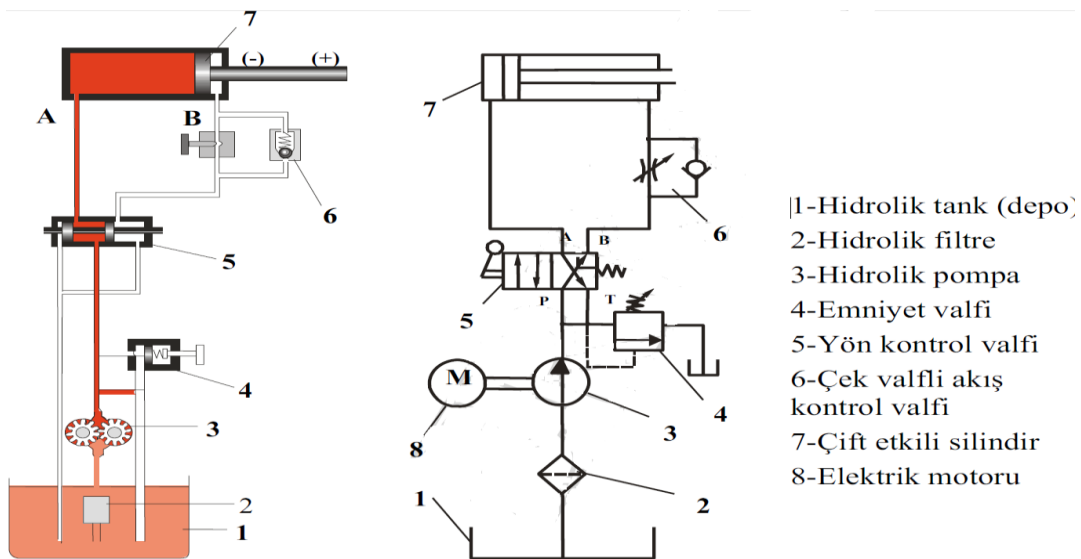 7
(-)
(+)
A
B
6
5
4
3
2
1
7
6
A
B
5
P
T
M
8
3
4
2
1
1-Hidrolik tank (depo)
2-Hidrolik filtre
3-Hidrolik pompa
4-Emniyet valfi
5-Yön kontrol valfi
6-Çek valfli akış
kontrol valfi
7-Çift etkili silindir
8-Elektrik motoru